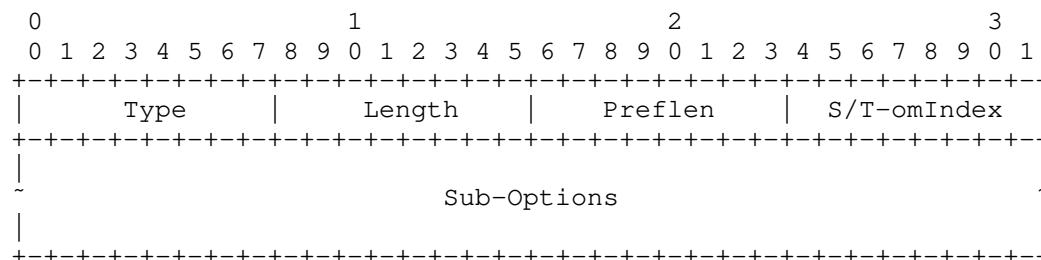 0                   1                   2                   3
 0 1 2 3 4 5 6 7 8 9 0 1 2 3 4 5 6 7 8 9 0 1 2 3 4 5 6 7 8 9 0 1
+-+-+-+-+-+-+-+-+-+-+-+-+-+-+-+-+-+-+-+-+-+-+-+-+-+-+-+-+-+-+-+-
|      Type     |     Length    |    Preflen    |  S/T-omIndex
+-+-+-+-+-+-+-+-+-+-+-+-+-+-+-+-+-+-+-+-+-+-+-+-+-+-+-+-+-+-+-+-
|
~                          Sub-Options                          ~
|
+-+-+-+-+-+-+-+-+-+-+-+-+-+-+-+-+-+-+-+-+-+-+-+-+-+-+-+-+-+-+-+-